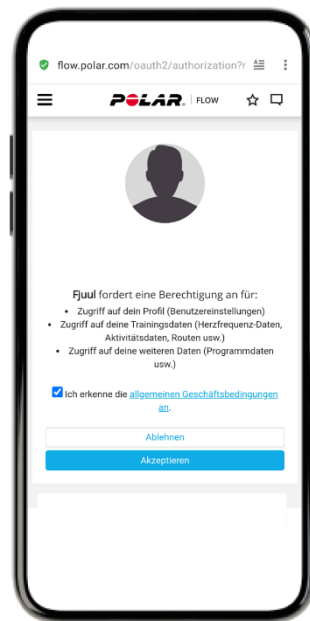 flow.polar.com/oauth2/authorization?r
POLAR. FLOW
Fjuul fordert eine Berechtigung an für:
• Zugriff auf dein Profil (Benutzereinstellungen)
• Zugriff auf deine Trainingsdaten (Herzfrequenz-Daten,
Aktivitätsdaten, Routen usw.)
• Zugriff auf deine weiteren Daten (Programmdaten
usw.)
Ich erkenne die allgemeinen Geschäftsbedingungen
an.
Ablehnen
Akzeptieren